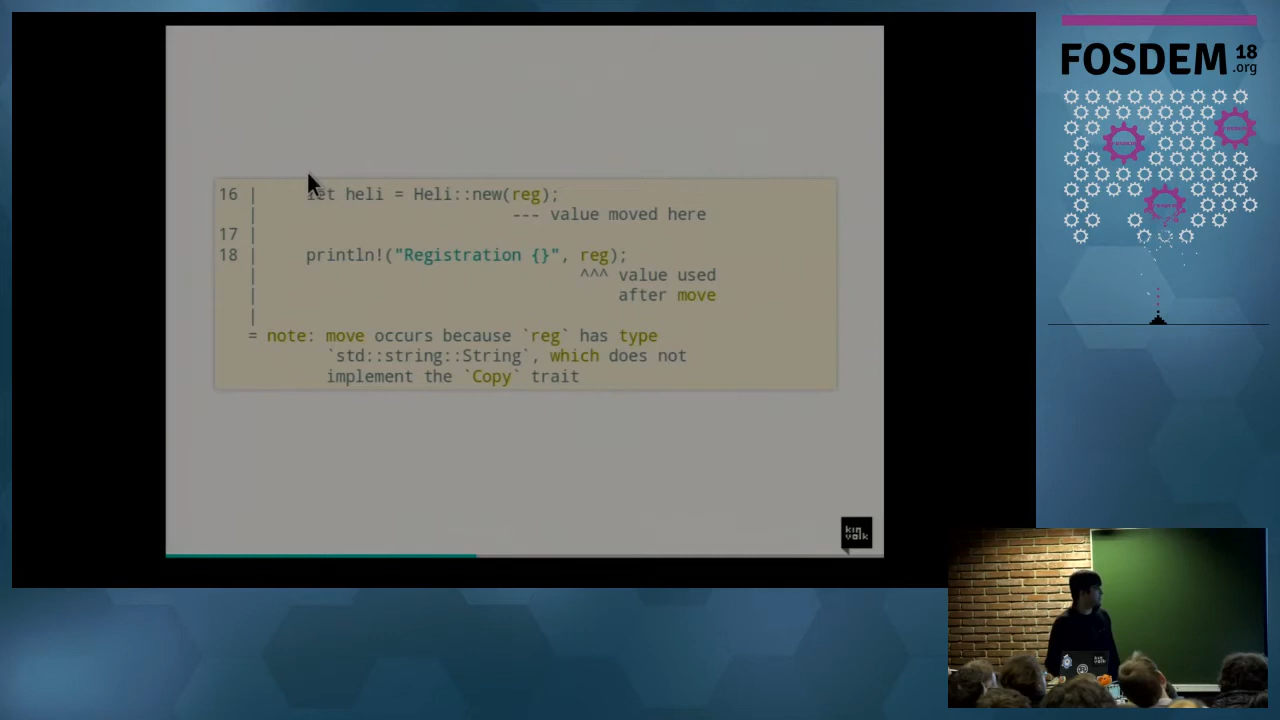 FOSDEM 18
.org
16 |     let heli = Heli::new(reg);
   |                          --- value moved here
17 |
18 |     println!("Registration {}", reg);
   |                                 ^^^ value used
   |                                     after move
   |
   = note: move occurs because `reg` has type
           `std::string::String`, which does not
           implement the `Copy` trait
kin
volk